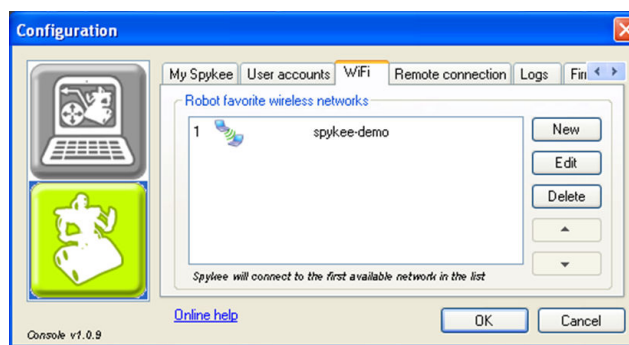 Configuration
My Spykee User accounts WiFi Remote connection Logs Firr
Robot favorite wireless networks
1 spykee-demo
New
Edit
Delete
Spykee will connect to the first available network in the list
Online help
OK Cancel
Console v1.0.9